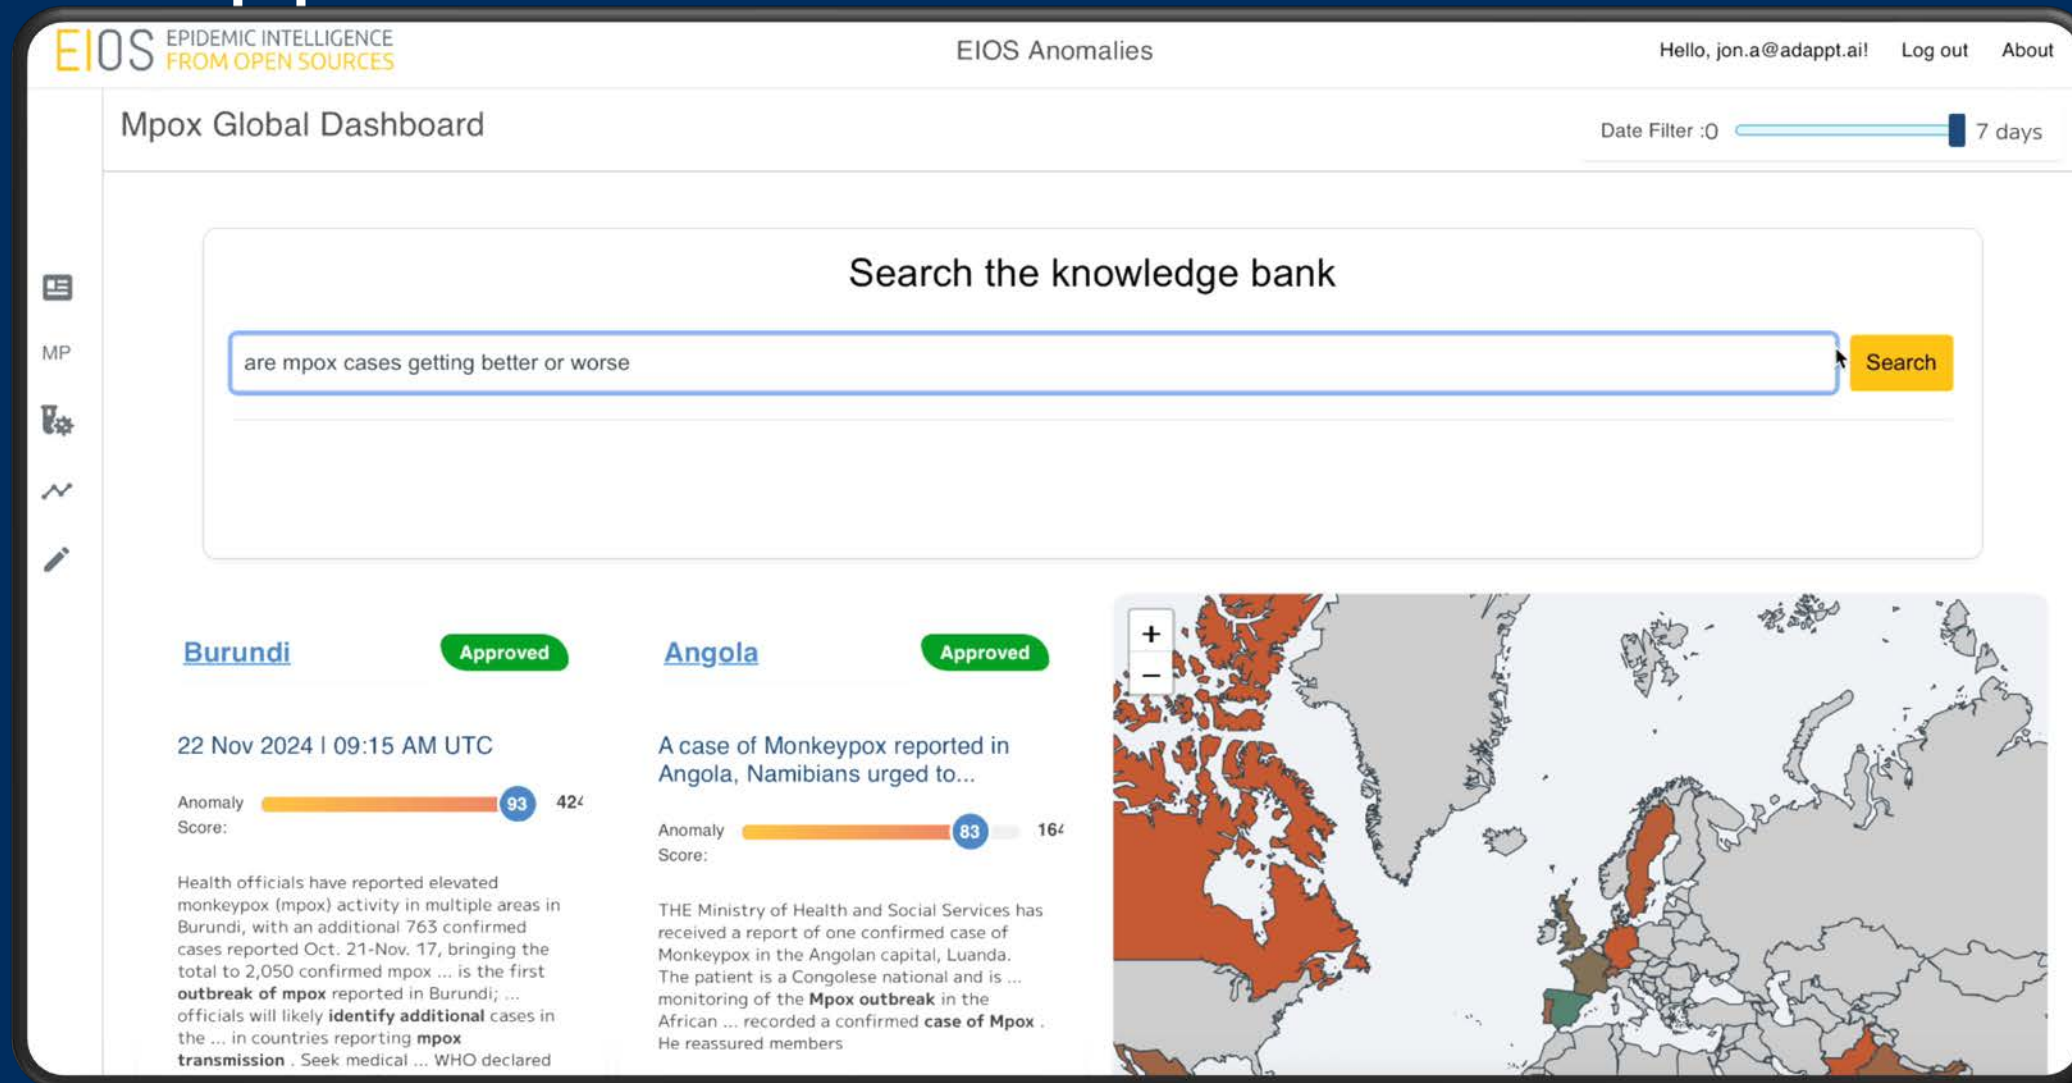 EIOS EPIDEMIC INTELLIGENCE
FROM OPEN SOURCES
EIOS Anomalies
Hello, jon.a@adappt.ai! Log out About
Mpox Global Dashboard
Date Filter :0 7 days
Search the knowledge bank
MP
are mpox cases getting better or worse
Search
Burundi
Approved
22 Nov 2024 | 09:15 AM UTC
Anomaly
Score:
93
Health officials have reported elevated
monkeypox (mpox) activity in multiple areas in
Burundi, with an additional 763 confirmed
cases reported Oct. 21-Nov. 17, bringing the
total to 2,050 confirmed mpox ... is the first
outbreak of mpox reported in Burundi; ...
officials will likely identify additional cases in
the ... in countries reporting mpox
transmission . Seek medical ... WHO declared
Angola
Approved
A case of Monkeypox reported in
Angola, Namibians urged to...
Anomaly
Score:
83
THE Ministry of Health and Social Services has
received a report of one confirmed case of
Monkeypox in the Angolan capital, Luanda.
The patient is a Congolese national and is ...
monitoring of the Mpox outbreak in the
African ... recorded a confirmed case of Mpox .
He reassured members
+
−